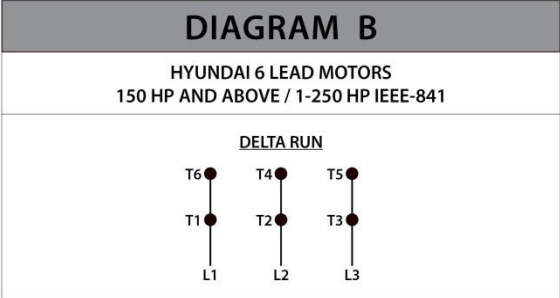 DIAGRAM B
HYUNDAI 6 LEAD MOTORS
150 HP AND ABOVE / 1-250 HP IEEE-841
DELTA RUN
T6 T4 T5
T1 T2 T3
L1 L2 L3